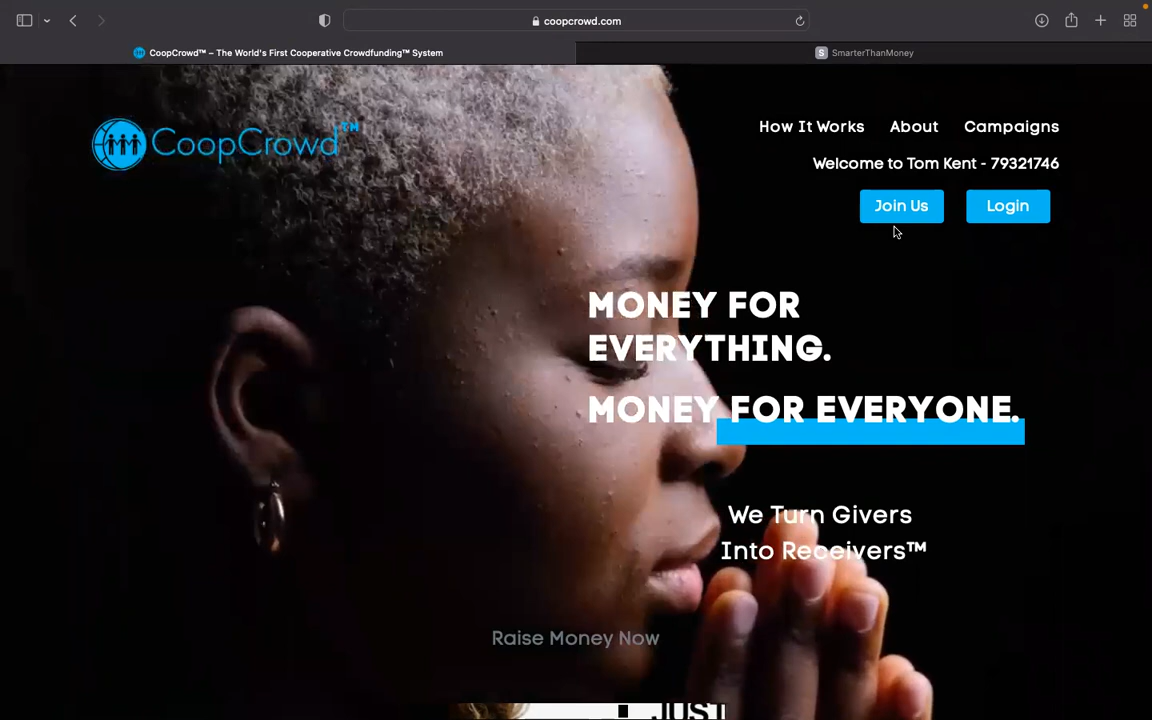 coopcrowd.com
CoopCrowd™ – The World's First Cooperative Crowdfunding™ System
S SmarterThanMoney
CoopCrowd™
How It Works About Campaigns
Welcome to Tom Kent - 79321746
Join Us Login
MONEY FOR
EVERYTHING.
MONEY FOR EVERYONE.
We Turn Givers
Into Receivers™
Raise Money Now
JUST